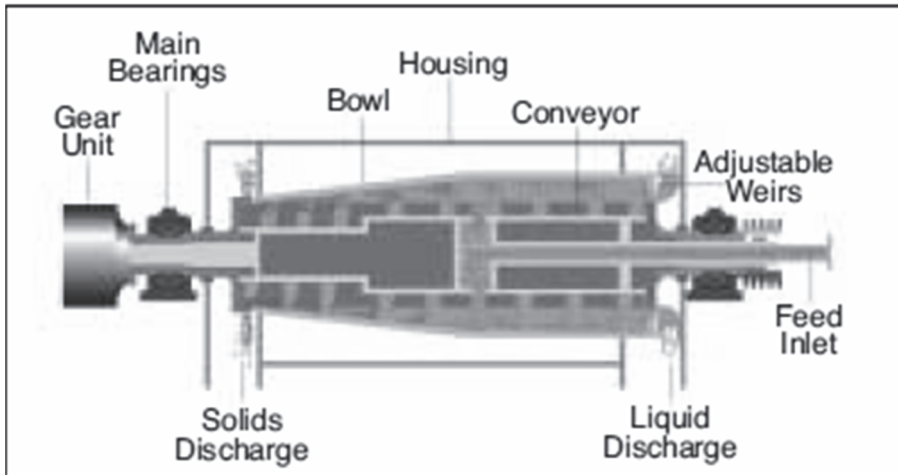 Main
Bearings
Housing
Bowl
Conveyor
Gear
Unit
Adjustable
Weirs
Feed
Inlet
Solids
Discharge
Liquid
Discharge